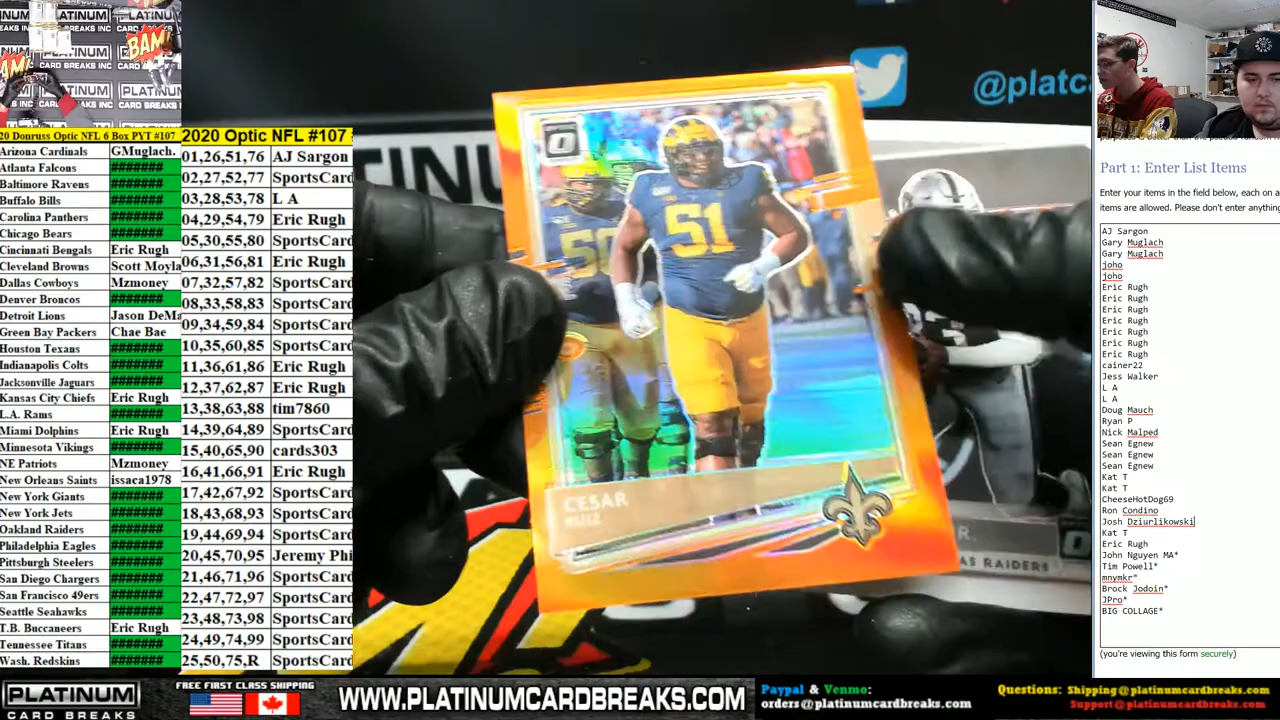 PLATINUM
CARD BREAKS INC
BAM!
20 Donruss Optic NFL 6 Box PYT #107
Arizona Cardinals GMuglach.
Atlanta Falcons #######
Baltimore Ravens #######
Buffalo Bills #######
Carolina Panthers #######
Chicago Bears #######
Cincinnati Bengals Eric Rugh
Cleveland Browns Scott Moyla
Dallas Cowboys Mzmoney
Denver Broncos #######
Detroit Lions Jason DeMa
Green Bay Packers Chae Bae
Houston Texans #######
Indianapolis Colts #######
Jacksonville Jaguars #######
Kansas City Chiefs Eric Rugh
L.A. Rams #######
Miami Dolphins Eric Rugh
Minnesota Vikings #######
NE Patriots Mzmoney
New Orleans Saints issaca1978
New York Giants #######
New York Jets #######
Oakland Raiders #######
Philadelphia Eagles #######
Pittsburgh Steelers #######
San Diego Chargers #######
San Francisco 49ers #######
Seattle Seahawks #######
T.B. Buccaneers Eric Rugh
Tennessee Titans #######
Wash. Redskins #######
2020 Optic NFL #107
01,26,51,76 AJ Sargon
02,27,52,77 SportsCard
03,28,53,78 L A
04,29,54,79 Eric Rugh
05,30,55,80 SportsCard
06,31,56,81 Eric Rugh
07,32,57,82 SportsCard
08,33,58,83 SportsCard
09,34,59,84 SportsCard
10,35,60,85 SportsCard
11,36,61,86 Eric Rugh
12,37,62,87 Eric Rugh
13,38,63,88 tim7860
14,39,64,89 SportsCard
15,40,65,90 cards303
16,41,66,91 Eric Rugh
17,42,67,92 SportsCard
18,43,68,93 SportsCard
19,44,69,94 SportsCard
20,45,70,95 Jeremy Phi
21,46,71,96 SportsCard
22,47,72,97 SportsCard
23,48,73,98 SportsCard
24,49,74,99 SportsCard
25,50,75,R SportsCard
@platca
51
50
CESAR
AS RAIDERS
Part 1: Enter List Items
Enter your items in the field below, each on a
items are allowed. Please don't enter anything
AJ Sargon
Gary Muglach
Gary Muglach
joho
joho
Eric Rugh
Eric Rugh
Eric Rugh
Eric Rugh
Eric Rugh
Eric Rugh
Eric Rugh
cainer22
Jess Walker
L A
L A
Doug Mauch
Ryan P
Nick Malped
Sean Egnew
Sean Egnew
Sean Egnew
Kat T
Kat T
CheeseHotDog69
Ron Condino
Josh Dziurlikowski
Kat T
Eric Rugh
John Nguyen MA*
Tim Powell*
mnymkr*
Brock Jodoin*
JPro*
BIG COLLAGE*
(you're viewing this form securely)
PLATINUM
CARD BREAKS
FREE FIRST CLASS SHIPPING
WWW.PLATINUMCARDBREAKS.COM
Paypal & Venmo:
orders@platinumcardbreaks.com
Questions: Shipping@platinumcardbreaks.com
Support@platinumcardbreaks.com